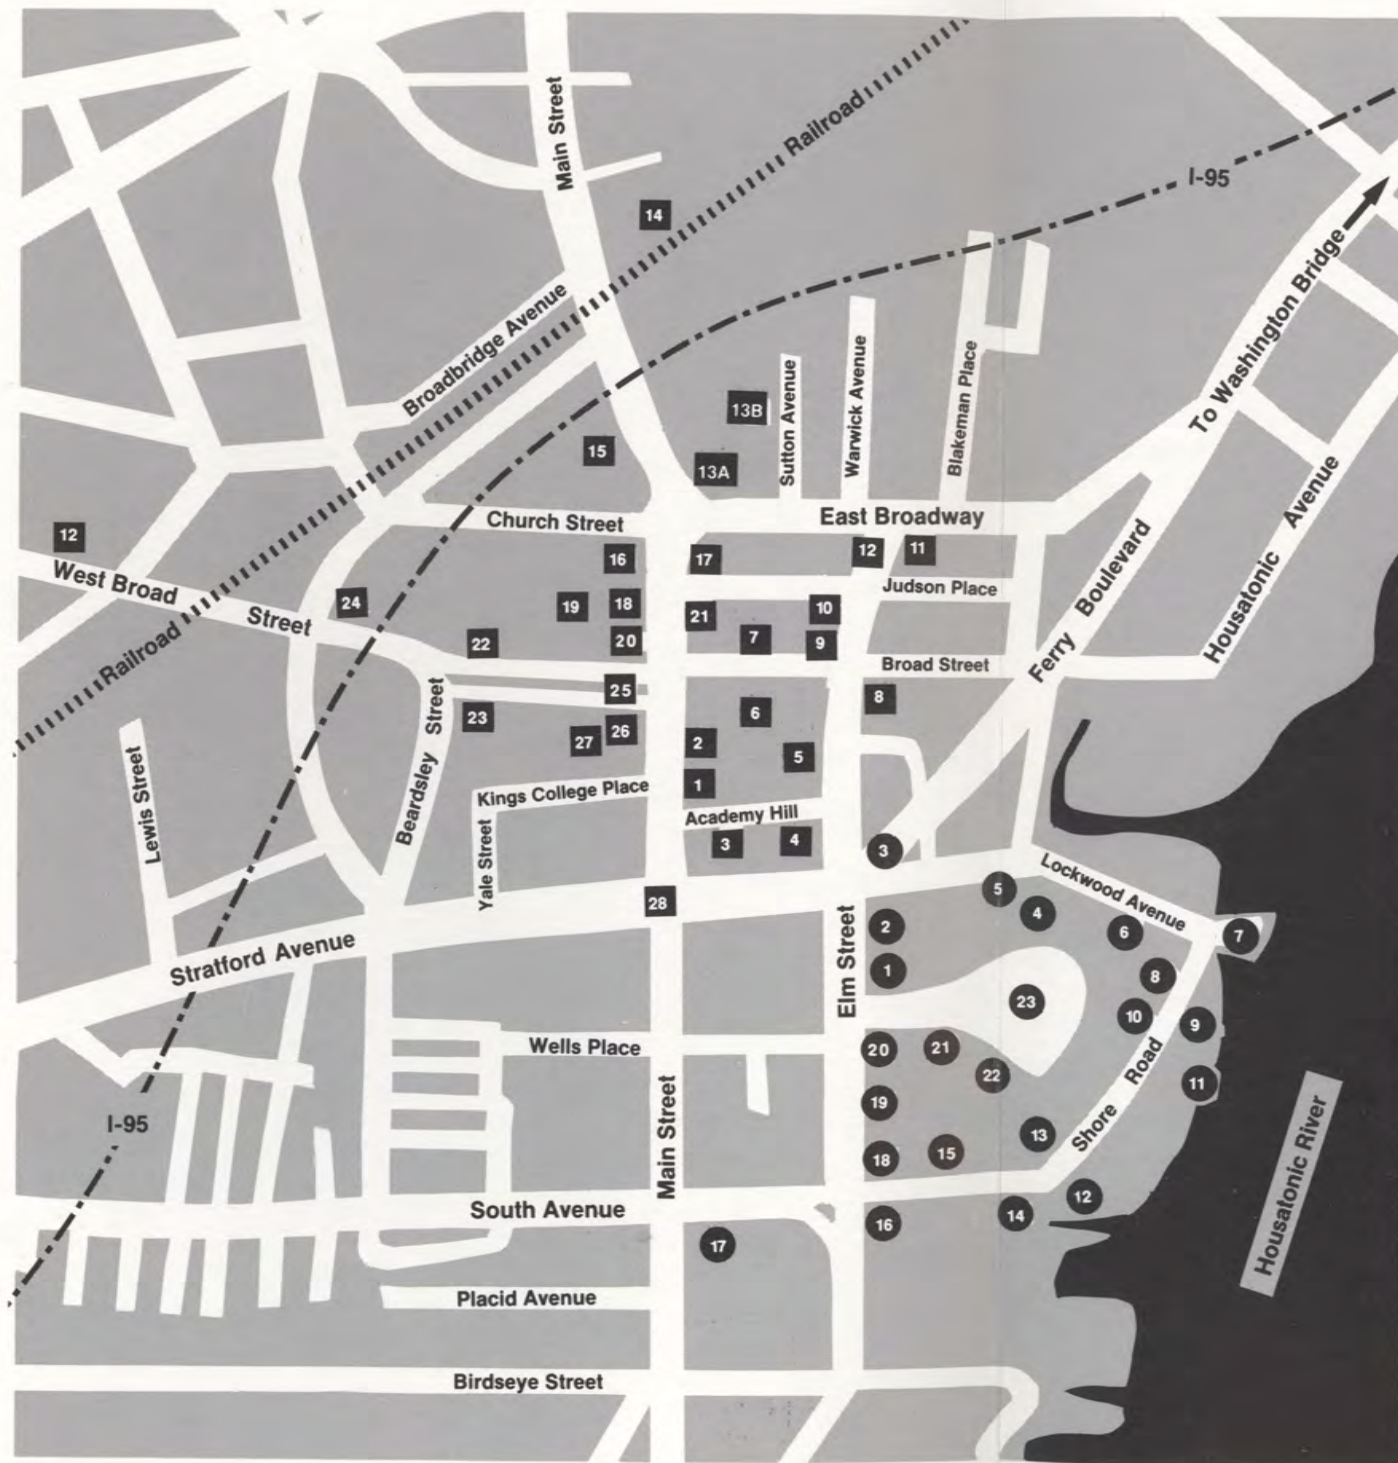 Main Street
Railroad
I-95
14
To Washington Bridge
Broadbridge Avenue
Sutton Avenue
Warwick Avenue
Blakeman Place
13B
15
13A
Housatonic Avenue
Church Street
East Broadway
12
16
17
12
11
West Broad Street
Judson Place
Ferry Boulevard
24
19
18
21
10
Railroad
22
20
7
9
Broad Street
25
8
Beardsley Street
23
6
27
26
2
5
Lewis Street
Kings College Place
1
Academy Hill
Yale Street
3
4
3
Lockwood Avenue
28
5
4
Stratford Avenue
Elm Street
2
6
7
1
8
23
10
9
Wells Place
20
21
22
Shore Road
11
I-95
Main Street
19
13
18
15
Housatonic River
South Avenue
12
16
14
17
Placid Avenue
Birdseye Street